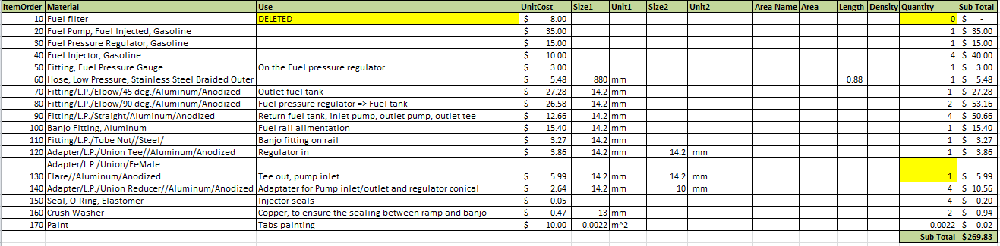 ItemOrder Material Use UnitCost Size1 Unit1 Size2 Unit2 Area Name Area Length Density Quantity Sub Total
10 Fuel filter DELETED $ 8.00 0 $ -
20 Fuel Pump, Fuel Injected, Gasoline $ 35.00 1 $ 35.00
30 Fuel Pressure Regulator, Gasoline $ 15.00 1 $ 15.00
40 Fuel Injector, Gasoline $ 10.00 4 $ 40.00
50 Fitting, Fuel Pressure Gauge On the Fuel pressure regulator $ 3.00 1 $ 3.00
60 Hose, Low Pressure, Stainless Steel Braided Outer $ 5.48 880 mm 0.88 1 $ 5.48
70 Fitting/L.P./Elbow/45 deg./Aluminum/Anodized Outlet fuel tank $ 27.28 14.2 mm 1 $ 27.28
80 Fitting/L.P./Elbow/90 deg./Aluminum/Anodized Fuel pressure regulator => Fuel tank $ 26.58 14.2 mm 2 $ 53.16
90 Fitting/L.P./Straight/Aluminum/Anodized Return fuel tank, inlet pump, outlet pump, outlet tee $ 12.66 14.2 mm 4 $ 50.66
100 Banjo Fitting, Aluminum Fuel rail alimentation $ 15.40 14.2 mm 1 $ 15.40
110 Fitting/L.P./Tube Nut//Steel/ Banjo fitting on rail $ 3.27 14.2 mm 1 $ 3.27
120 Adapter/L.P./Union Tee//Aluminum/Anodized Regulator in $ 3.86 14.2 mm 14.2 mm 1 $ 3.86
Adapter/L.P./Union/FeMale
130 Flare//Aluminum/Anodized Tee out, pump inlet $ 5.99 14.2 mm 14.2 mm 1 $ 5.99
140 Adapter/L.P./Union Reducer//Aluminum/Anodized Adaptater for Pump inlet/outlet and regulator conical $ 2.64 14.2 mm 10 mm 4 $ 10.56
150 Seal, O-Ring, Elastomer Injector seals $ 0.05 4 $ 0.20
160 Crush Washer Copper, to ensure the sealing between ramp and banjo $ 0.47 13 mm 2 $ 0.94
170 Paint Tabs painting $ 10.00 0.0022 m^2 0.0022 $ 0.02
Sub Total $269.83